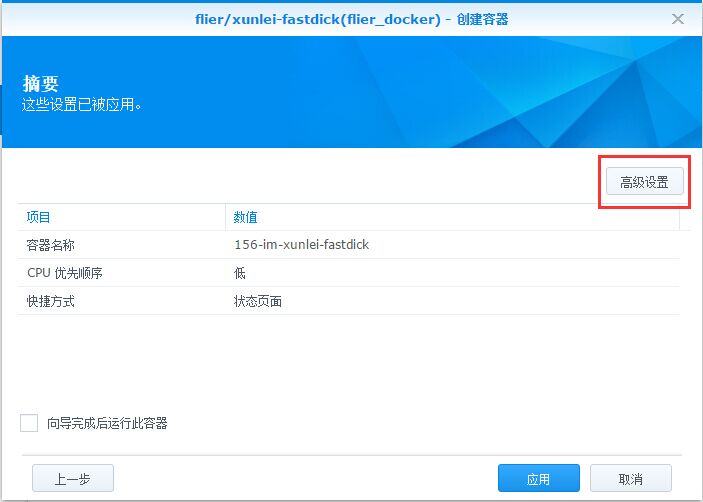 flier/xunlei-fastdick(flier_docker) - 创建容器
摘要
这些设置已被应用。
高级设置
项目 数值
容器名称 156-im-xunlei-fastdick
CPU 优先顺序 低
快捷方式 状态页面
向导完成后运行此容器
上一步 应用 取消